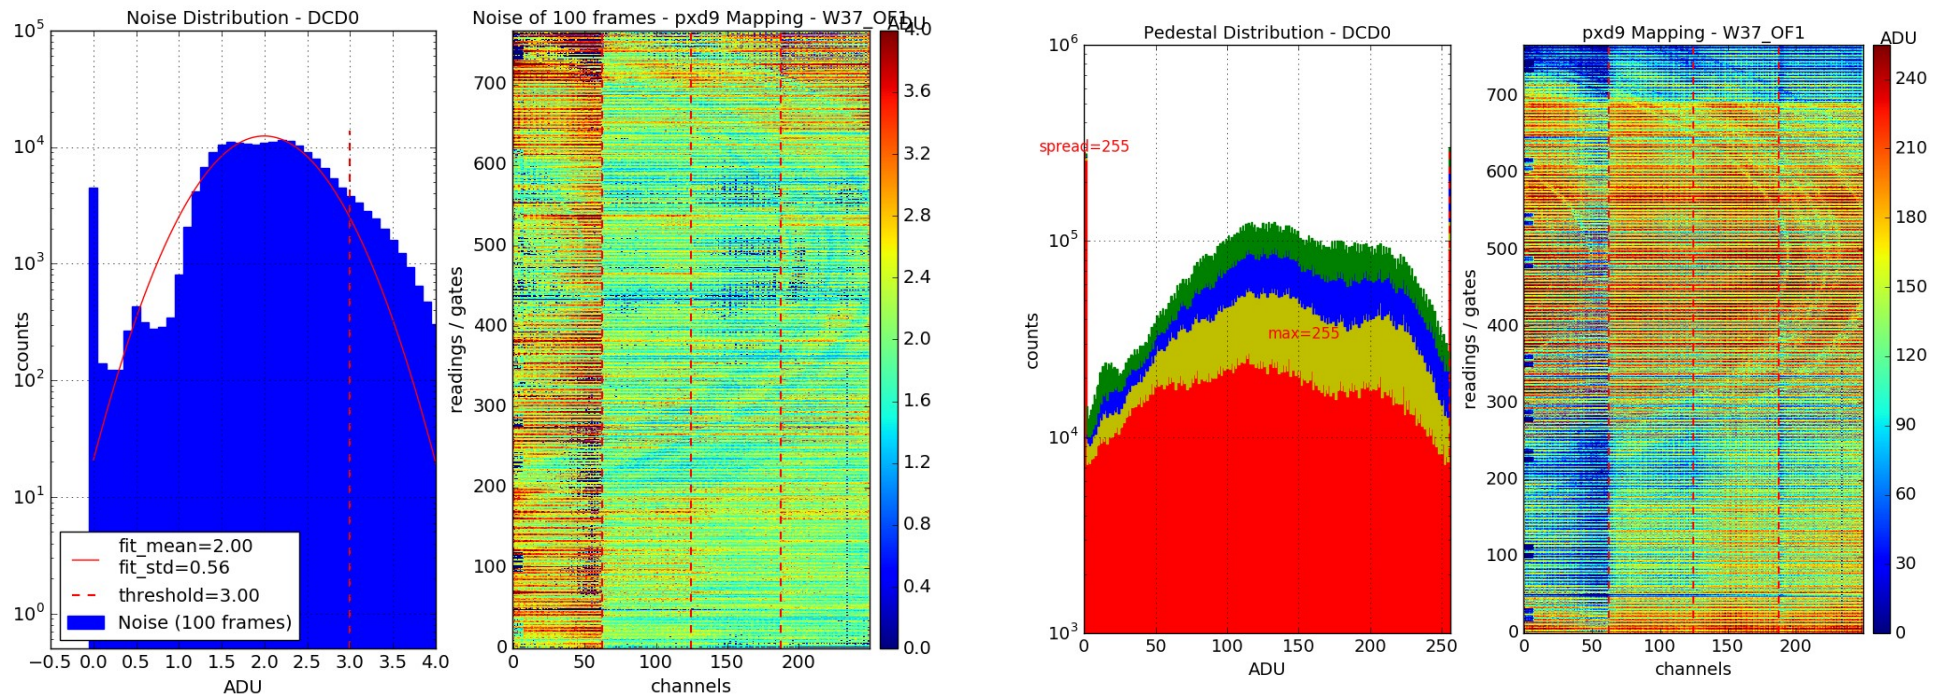 Noise Distribution - DCD0
10^5
10^4
10^3
10^2
10^1
10^0
counts
fit_mean=2.00
fit_std=0.56
threshold=3.00
Noise (100 frames)
−0.5 0.0 0.5 1.0 1.5 2.0 2.5 3.0 3.5 4.0
ADU
Noise of 100 frames - pxd9 Mapping - W37_OF1
ADU
700
600
500
400
300
200
100
0
readings / gates
0 50 100 150 200
channels
4.0
3.6
3.2
2.8
2.4
2.0
1.6
1.2
0.8
0.4
0.0
Pedestal Distribution - DCD0
10^6
10^5
10^4
10^3
counts
spread=255
max=255
0 50 100 150 200 250
ADU
pxd9 Mapping - W37_OF1
ADU
700
600
500
400
300
200
100
0
readings / gates
0 50 100 150 200
channels
240
210
180
150
120
90
60
30
0